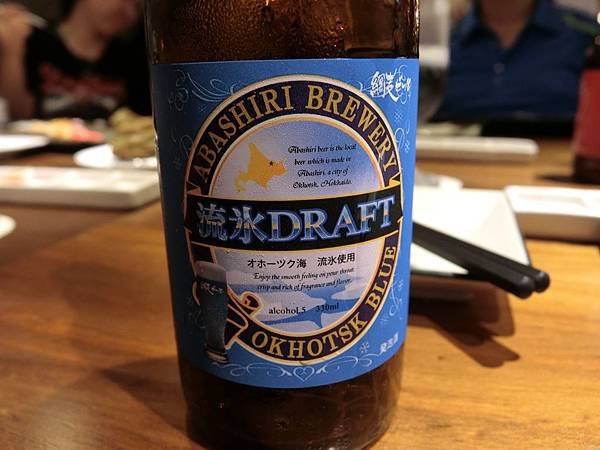 網走ビール
ABASHIRI BREWERY
Abashiri beer is the local
beer which is made in
Abashiri, a city of
Okhotsk, Hokkaido.
流氷DRAFT
オホーツク海 流氷使用
Enjoy the smooth feeling on your throat
crisp and rich of fragrance and flavor.
alcohol.5 330ml
OKHOTSK BLUE
発泡酒